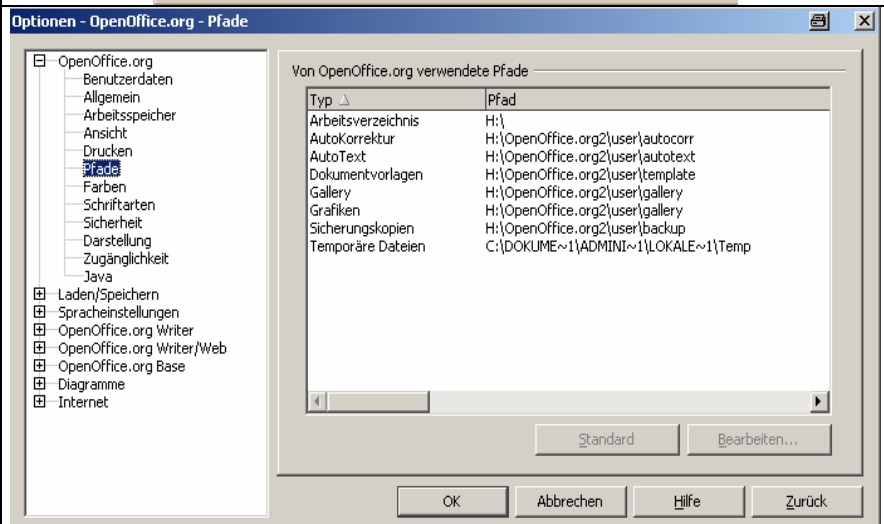 Optionen - OpenOffice.org - Pfade
OpenOffice.org
Benutzerdaten
Allgemein
Arbeitsspeicher
Ansicht
Drucken
Pfade
Farben
Schriftarten
Sicherheit
Darstellung
Zugänglichkeit
Java
Laden/Speichern
Spracheinstellungen
OpenOffice.org Writer
OpenOffice.org Writer/Web
OpenOffice.org Base
Diagramme
Internet
Von OpenOffice.org verwendete Pfade
Typ Pfad
Arbeitsverzeichnis H:\
AutoKorrektur H:\OpenOffice.org2\user\autocorr
AutoText H:\OpenOffice.org2\user\autotext
Dokumentvorlagen H:\OpenOffice.org2\user\template
Gallery H:\OpenOffice.org2\user\gallery
Grafiken H:\OpenOffice.org2\user\gallery
Sicherungskopien H:\OpenOffice.org2\user\backup
Temporäre Dateien C:\DOKUME~1\ADMINI~1\LOKALE~1\Temp
Standard Bearbeiten...
OK Abbrechen Hilfe Zurück